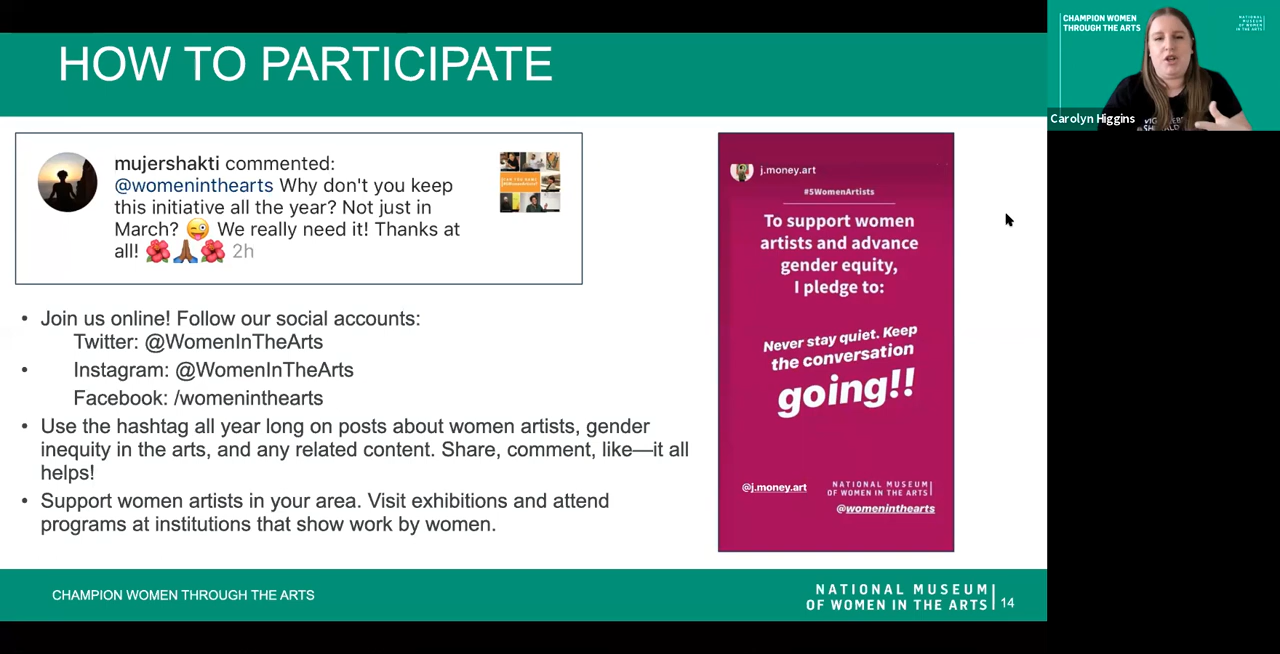 HOW TO PARTICIPATE
mujershakti commented:
@womeninthearts Why don't you keep
this initiative all the year? Not just in
March? 😜 We really need it! Thanks at
all! 🌺🙏🏾🌺 2h
• Join us online! Follow our social accounts:
Twitter: @WomenInTheArts
• Instagram: @WomenInTheArts
Facebook: /womeninthearts
• Use the hashtag all year long on posts about women artists, gender
inequity in the arts, and any related content. Share, comment, like—it all
helps!
• Support women artists in your area. Visit exhibitions and attend
programs at institutions that show work by women.
j.money.art
#5WomenArtists
To support women
artists and advance
gender equity,
I pledge to:
Never stay quiet. Keep
the conversation
going!!
@j.money.art
NATIONAL MUSEUM
OF WOMEN IN THE ARTS
@womeninthearts
CHAMPION WOMEN THROUGH THE ARTS
NATIONAL MUSEUM
OF WOMEN IN THE ARTS
14
CHAMPION WOMEN
THROUGH THE ARTS
NATIONAL
MUSEUM
OF WOMEN
IN THE ARTS
Carolyn Higgins